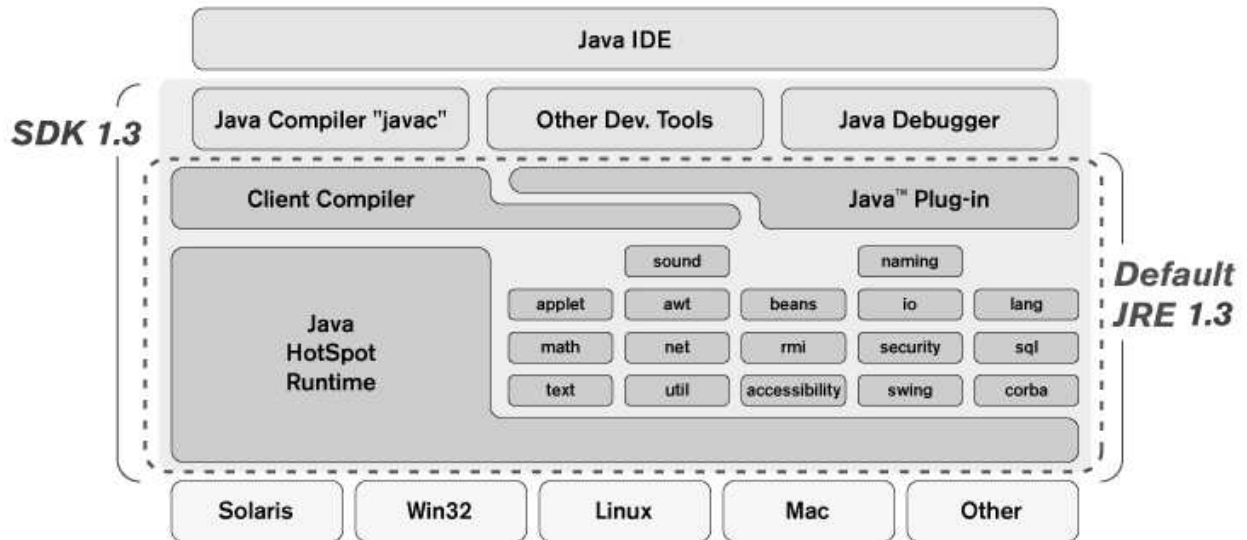 Java IDE
SDK 1.3
Java Compiler "javac"
Other Dev. Tools
Java Debugger
Client Compiler
Java™ Plug-in
Default
JRE 1.3
Java
HotSpot
Runtime
sound
naming
applet
awt
beans
io
lang
math
net
rmi
security
sql
text
util
accessibility
swing
corba
Solaris
Win32
Linux
Mac
Other